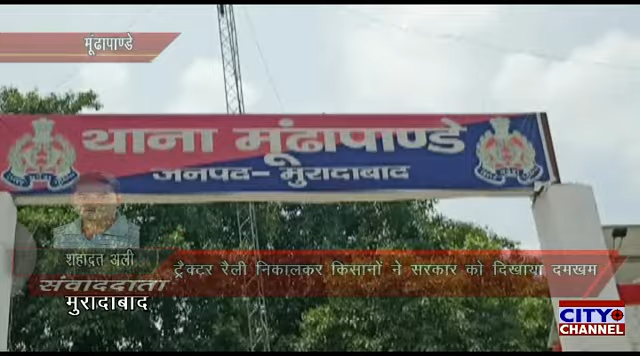 मूंढापाण्डे
थाना मूंढापाण्डे
जनपद- मुरादाबाद
शहादत अली
ट्रैक्टर रैली निकालकर किसानों ने सरकार को दिखाया दमखम
संवाददाता
मुरादाबाद
CITY
CHANNEL